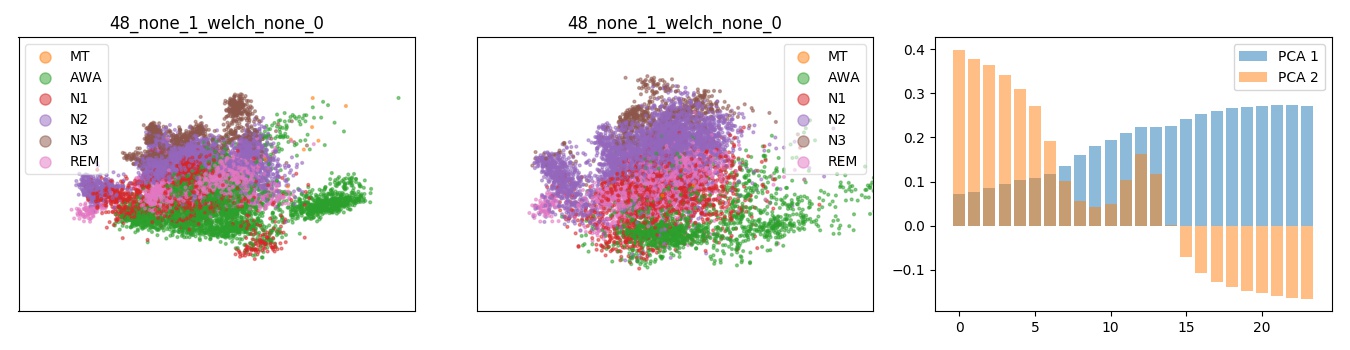 48_none_1_welch_none_0
MT
AWA
N1
N2
N3
REM
48_none_1_welch_none_0
MT
AWA
N1
N2
N3
REM
PCA 1
PCA 2
0.4
0.3
0.2
0.1
0.0
−0.1
0 5 10 15 20